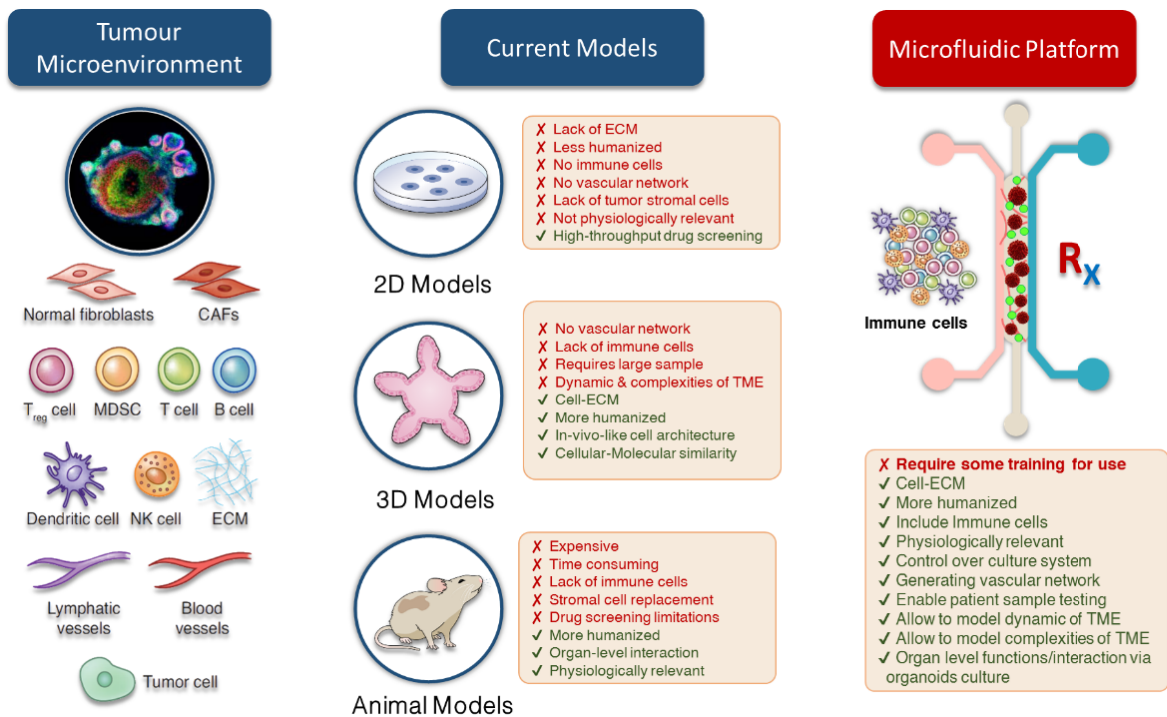 Tumour
Microenvironment
Normal fibroblasts
CAFs
Treg cell
MDSC
T cell
B cell
Dendritic cell
NK cell
ECM
Lymphatic
vessels
Blood
vessels
Tumor cell
Current Models
✗ Lack of ECM
✗ Less humanized
✗ No immune cells
✗ No vascular network
✗ Lack of tumor stromal cells
✗ Not physiologically relevant
✓ High-throughput drug screening
2D Models
✗ No vascular network
✗ Lack of immune cells
✗ Requires large sample
✗ Dynamic & complexities of TME
✓ Cell-ECM
✓ More humanized
✓ In-vivo-like cell architecture
✓ Cellular-Molecular similarity
3D Models
✗ Expensive
✗ Time consuming
✗ Lack of immune cells
✗ Stromal cell replacement
✗ Drug screening limitations
✓ More humanized
✓ Organ-level interaction
✓ Physiologically relevant
Animal Models
Microfluidic Platform
Immune cells
RX
✗ Require some training for use
✓ Cell-ECM
✓ More humanized
✓ Include Immune cells
✓ Physiologically relevant
✓ Control over culture system
✓ Generating vascular network
✓ Enable patient sample testing
✓ Allow to model dynamic of TME
✓ Allow to model complexities of TME
✓ Organ level functions/interaction via
organoids culture